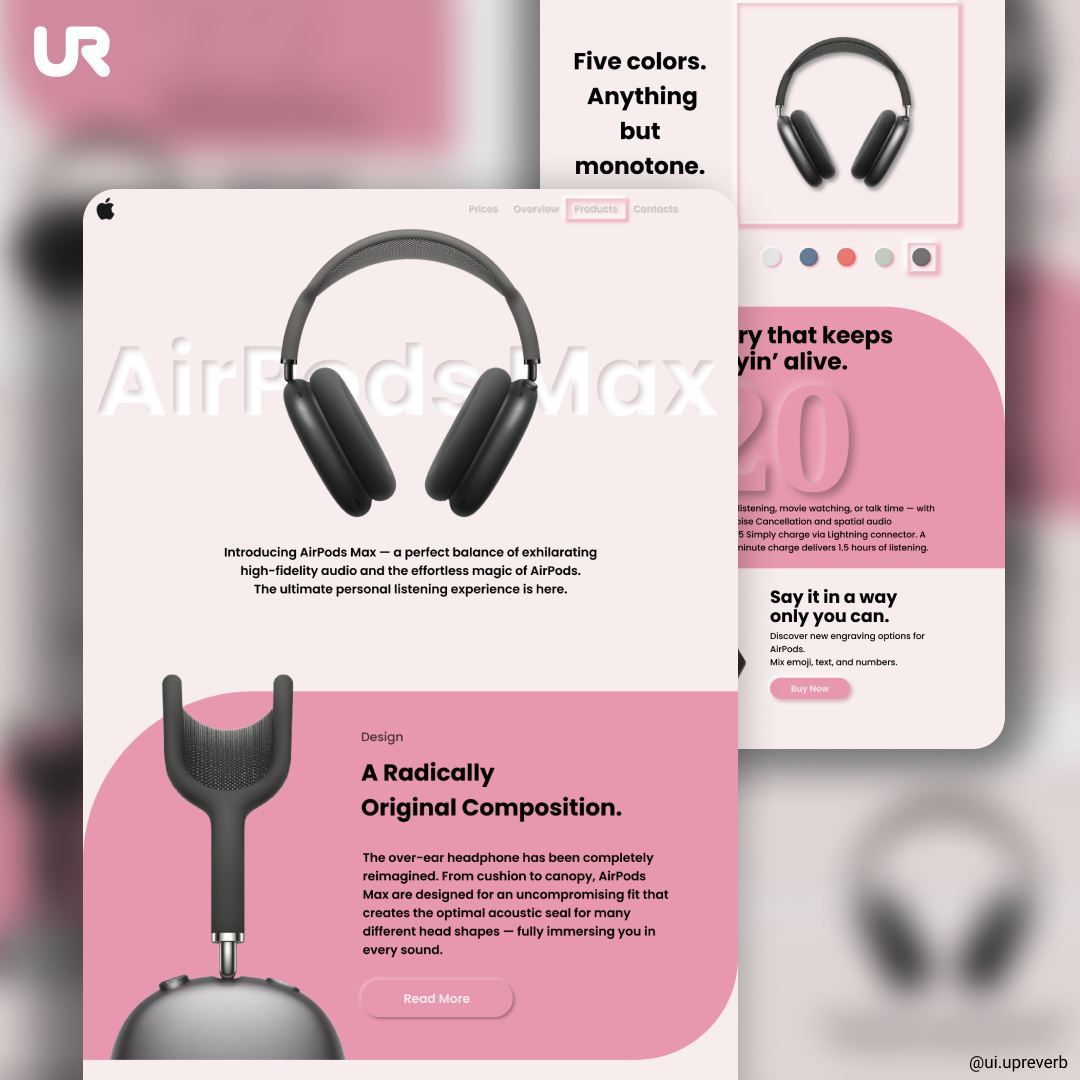 UR
Five colors.
Anything
but
monotone.
Prices Overview Products Contacts
AirPods Max
Introducing AirPods Max — a perfect balance of exhilarating
high-fidelity audio and the effortless magic of AirPods.
The ultimate personal listening experience is here.
Design
A Radically
Original Composition.
The over-ear headphone has been completely
reimagined. From cushion to canopy, AirPods
Max are designed for an uncompromising fit that
creates the optimal acoustic seal for many
different head shapes — fully immersing you in
every sound.
Read More
ry that keeps
yin’ alive.
20
listening, movie watching, or talk time — with
oise Cancellation and spatial audio
5 Simply charge via Lightning connector. A
minute charge delivers 1.5 hours of listening.
Say it in a way
only you can.
Discover new engraving options for
AirPods.
Mix emoji, text, and numbers.
Buy Now
@ui.upreverb